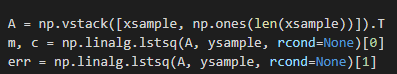 A = np.vstack([xsample, np.ones(len(xsample))]).T
m, c = np.linalg.lstsq(A, ysample, rcond=None)[0]
err = np.linalg.lstsq(A, ysample, rcond=None)[1]